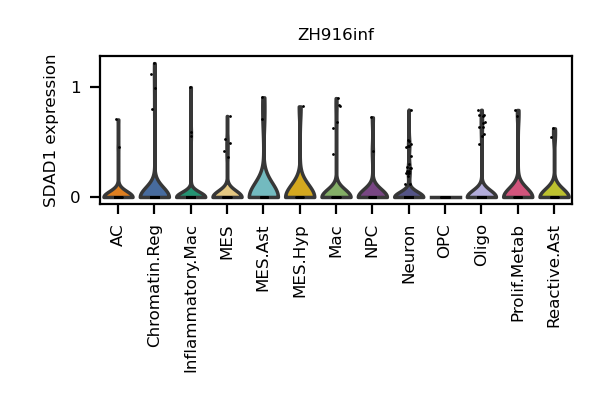 ZH916inf
SDAD1 expression
1
0
AC
Chromatin.Reg
Inflammatory.Mac
MES
MES.Ast
MES.Hyp
Mac
NPC
Neuron
OPC
Oligo
Prolif.Metab
Reactive.Ast